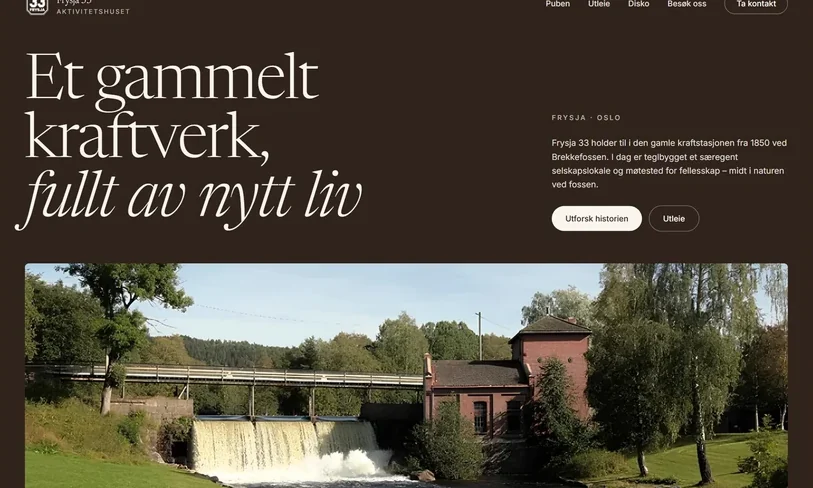 33
FRYSJA
Frysja 33
AKTIVITETSHUSET
Puben
Utleie
Disko
Besøk oss
Ta kontakt
Et gammelt
kraftverk,
fullt av nytt liv
FRYSJA · OSLO
Frysja 33 holder til i den gamle kraftstasjonen fra 1850 ved
Brekkefossen. I dag er teglbygget et særegent
selskapslokale og møtested for fellesskap – midt i naturen
ved fossen.
Utforsk historien
Utleie